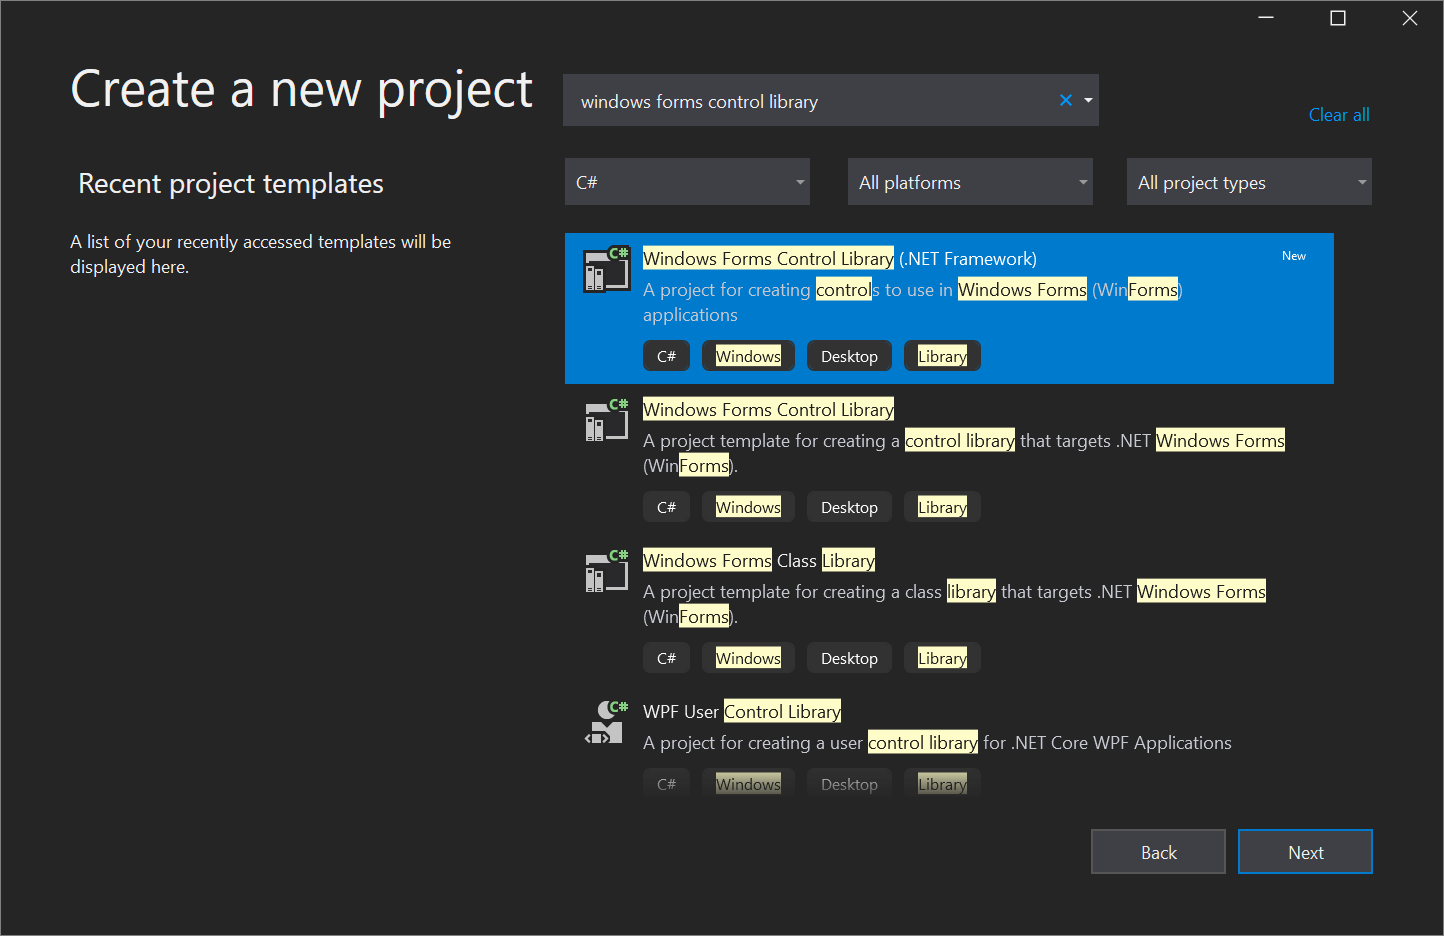 Create a new project
windows forms control library
Clear all
Recent project templates
C#
All platforms
All project types
A list of your recently accessed templates will be
displayed here.
C#
Windows Forms Control Library (.NET Framework)
New
A project for creating controls to use in Windows Forms (WinForms)
applications
C# Windows Desktop Library
C#
Windows Forms Control Library
A project template for creating a control library that targets .NET Windows Forms
(WinForms).
C# Windows Desktop Library
C#
Windows Forms Class Library
A project template for creating a class library that targets .NET Windows Forms
(WinForms).
C# Windows Desktop Library
C#
WPF User Control Library
A project for creating a user control library for .NET Core WPF Applications
C# Windows Desktop Library
Back
Next